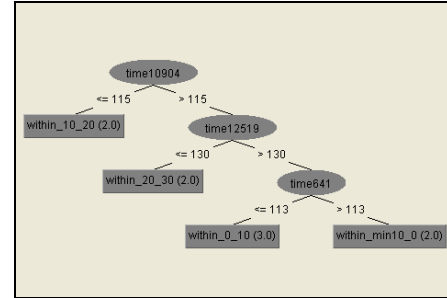 time10904
<= 115 > 115
within_10_20 (2.0)
time12519
<= 130 > 130
within_20_30 (2.0)
time641
<= 113 > 113
within_0_10 (3.0)
within_min10_0 (2.0)